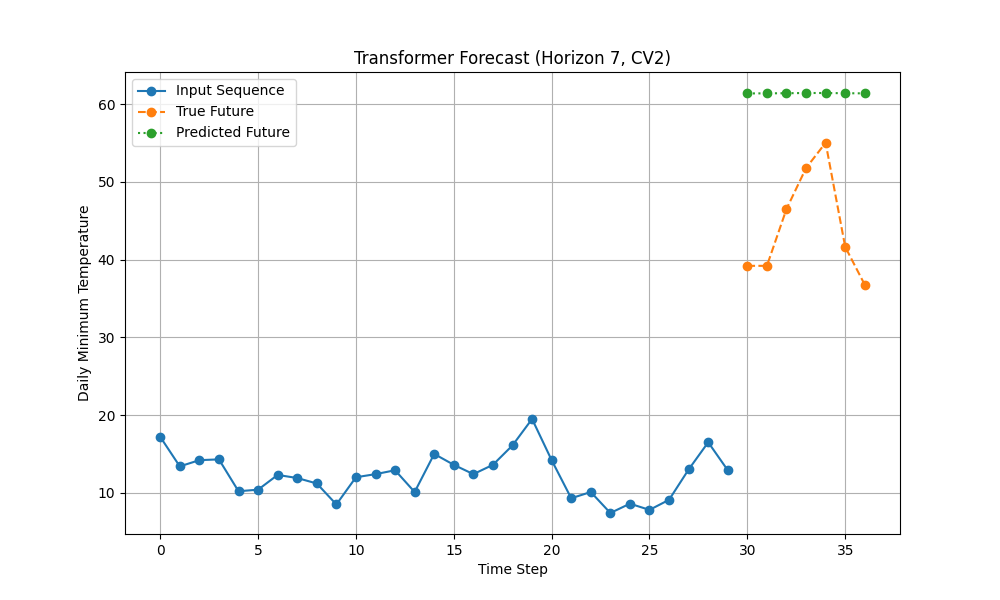 Transformer Forecast (Horizon 7, CV2)
Input Sequence
True Future
Predicted Future
Daily Minimum Temperature
60
50
40
30
20
10
0 5 10 15 20 25 30 35
Time Step